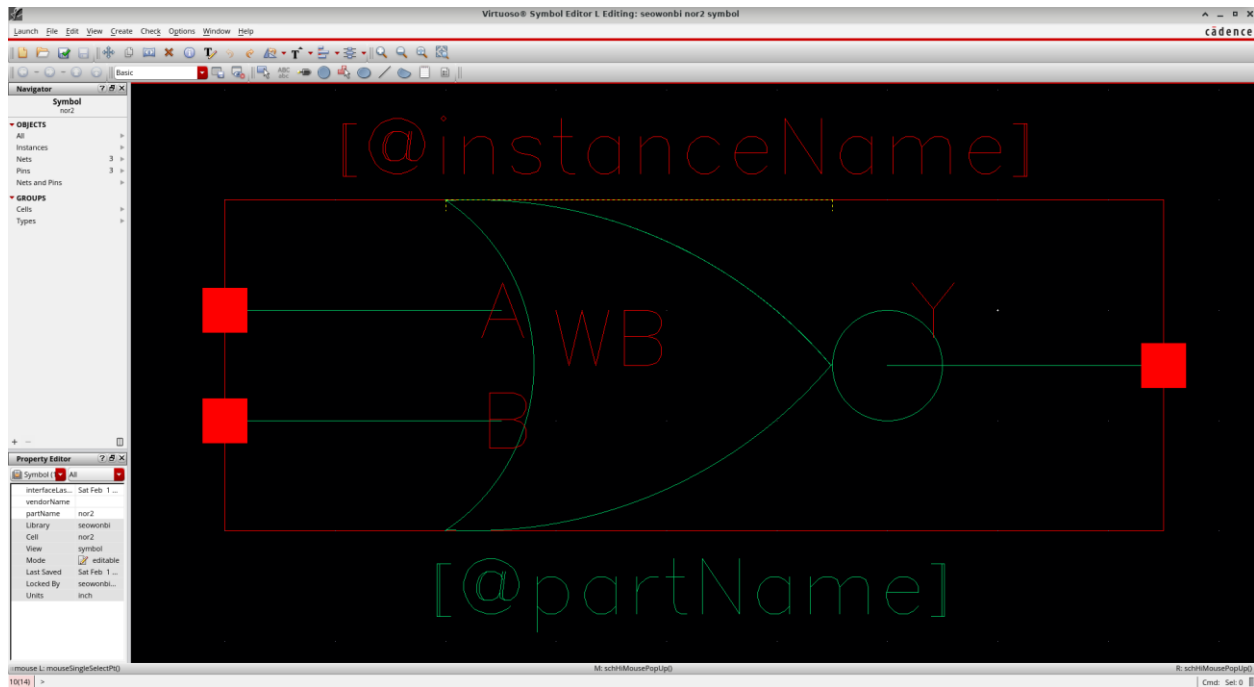 Virtuoso® Symbol Editor L Editing: seowonbi nor2 symbol
Launch File Edit View Create Check Options Window Help
cādence
Basic
Navigator
Symbol
nor2
OBJECTS
All
Instances
Nets 3
Pins 3
Nets and Pins
GROUPS
Cells
Types
Property Editor
Symbol (1 All
interfaceLas... Sat Feb 1 ...
vendorName
partName nor2
Library seowonbi
Cell nor2
View symbol
Mode editable
Last Saved Sat Feb 1 ...
Locked By seowonbi...
Units inch
[@instanceName]
A
WB
Y
B
[@partName]
mouse L: mouseSingleSelectPt() M: schHiMousePopUp() R: schHiMousePopUp()
10(14) > Cmd: Sel: 0